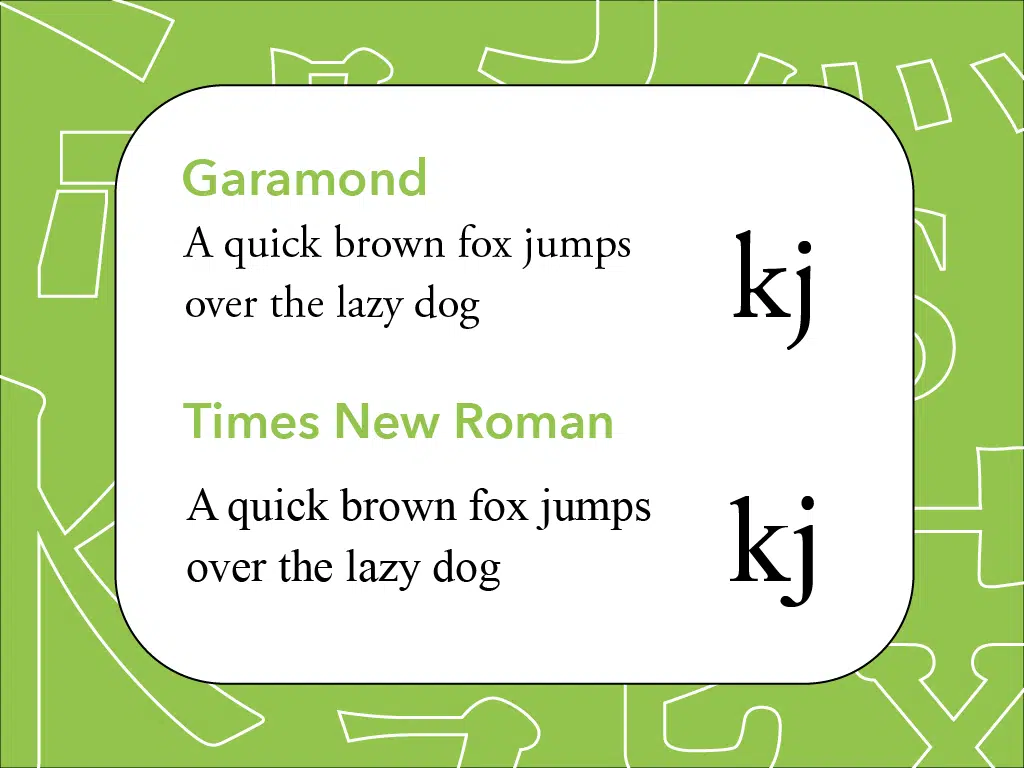 Garamond
A quick brown fox jumps
over the lazy dog
kj
Times New Roman
A quick brown fox jumps
over the lazy dog
kj